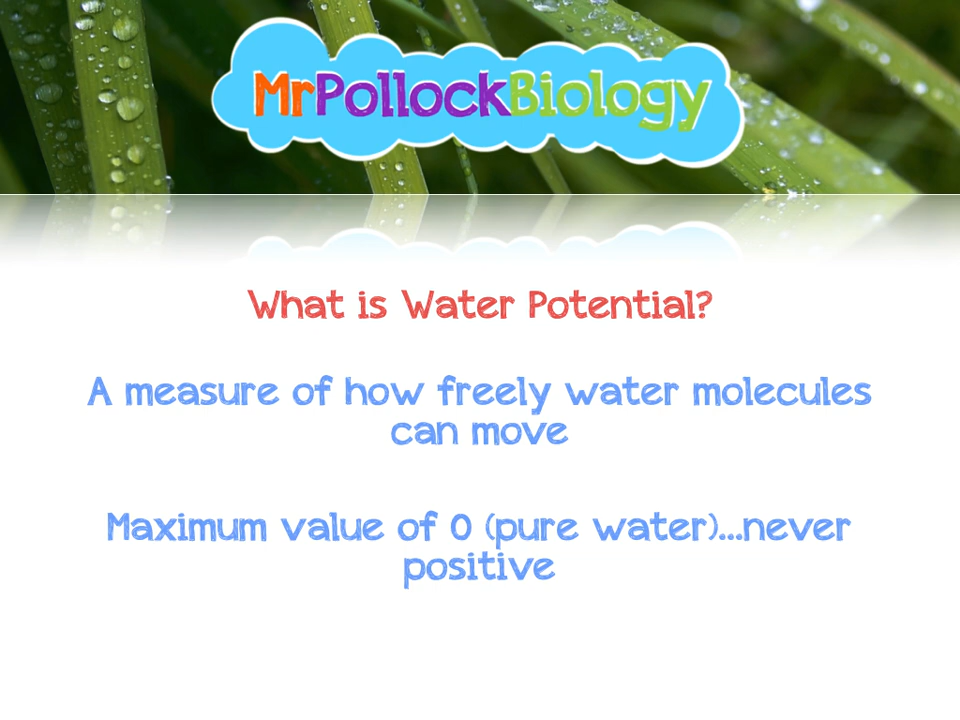 MrPollockBiology
What is Water Potential?
A measure of how freely water molecules
can move
Maximum value of 0 (pure water)...never
positive